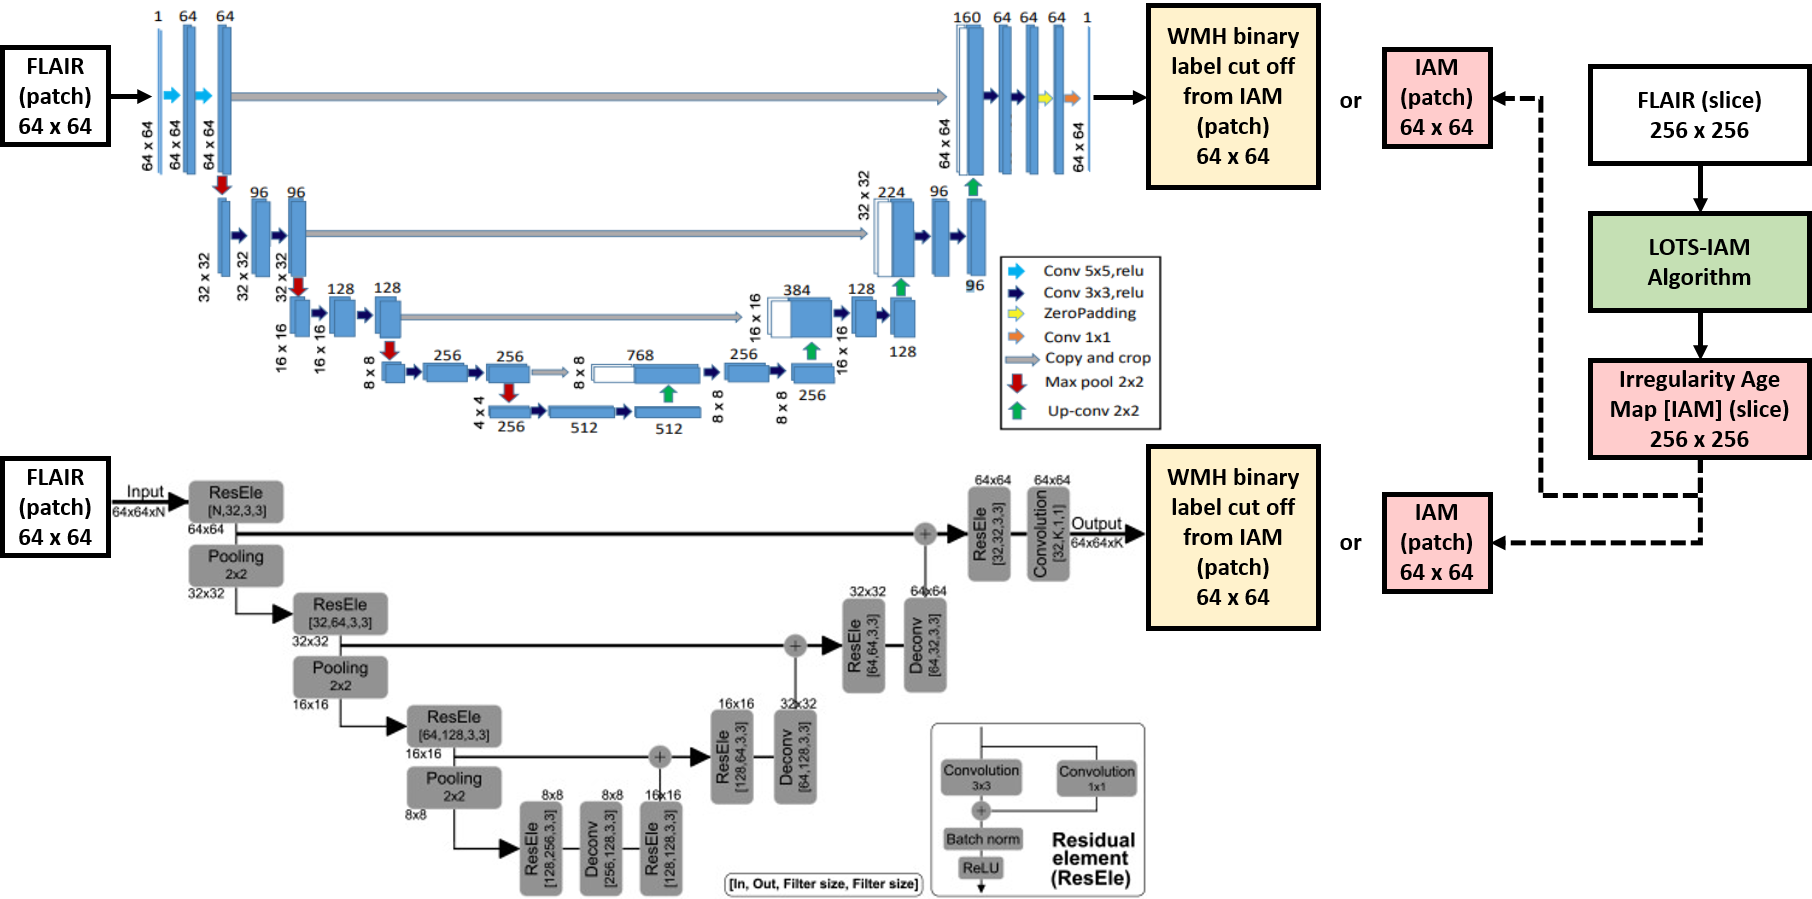 FLAIR
(patch)
64 x 64
1
64
64
64 x 64
64 x 64
64 x 64
160
64
64
64
1
64 x 64
64 x 64
WMH binary
label cut off
from IAM
(patch)
64 x 64
or
IAM
(patch)
64 x 64
FLAIR (slice)
256 x 256
LOTS-IAM
Algorithm
Irregularity Age
Map [IAM] (slice)
256 x 256
96
96
32 x 32
32 x 32
32 x 32
32 x 32
224
96
96
128
128
16 x 16
16 x 16
16 x 16
384
128
16 x 16
128
8 x 8
256
256
8 x 8
768
256
8 x 8
8 x 8
256
4 x 4
256
512
512
Conv 5x5,relu
Conv 3x3,relu
ZeroPadding
Conv 1x1
Copy and crop
Max pool 2x2
Up-conv 2x2
FLAIR
(patch)
64 x 64
Input
64x64xN
ResEle
[N,32,3,3]
64x64
Pooling
2x2
32x32
ResEle
[32,64,3,3]
32x32
Pooling
2x2
16x16
ResEle
[64,128,3,3]
16x16
Pooling
2x2
8x8
8x8
ResEle
[128,256,3,3]
8x8
Deconv
[256,128,3,3]
16x16
ResEle
[128,128,3,3]
+
16x16
ResEle
[128,64,3,3]
32x32
Deconv
[64,128,3,3]
+
32x32
ResEle
[64,64,3,3]
64x64
Deconv
[64,32,3,3]
+
64x64
ResEle
[32,32,3,3]
64x64
Convolution
[32,K,1,1]
Output
64x64xK
WMH binary
label cut off
from IAM
(patch)
64 x 64
or
IAM
(patch)
64 x 64
[In, Out, Filter size, Filter size]
Convolution
3x3
Convolution
1x1
+
Batch norm
ReLU
Residual
element
(ResEle)